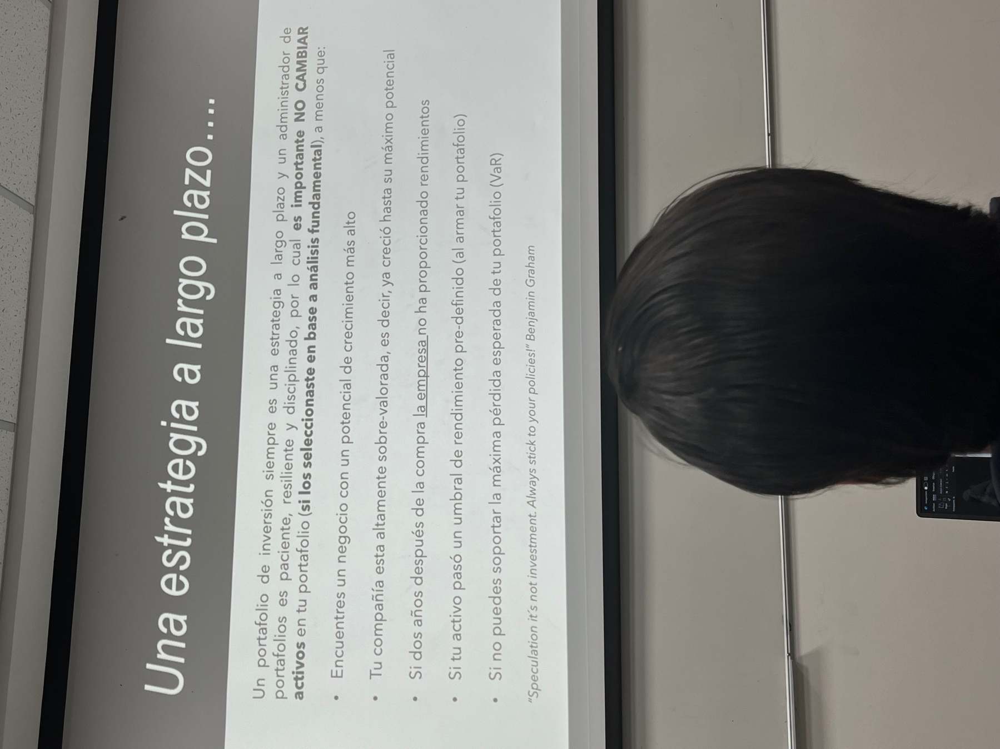 Una estrategia a largo plazo....
Un portafolio de inversión siempre es una estrategia a largo plazo y un administrador de
portafolios es paciente, resiliente y disciplinado, por lo cual es importante NO CAMBIAR
activos en tu portafolio (si los seleccionaste en base a análisis fundamental), a menos que:
• Encuentres un negocio con un potencial de crecimiento más alto
• Tu compañía esta altamente sobre-valorada, es decir, ya creció hasta su máximo potencial
• Si dos años después de la compra la empresa no ha proporcionado rendimientos
• Si tu activo pasó un umbral de rendimiento pre-definido (al armar tu portafolio)
• Si no puedes soportar la máxima pérdida esperada de tu portafolio (VaR)
"Speculation it´s not investment. Always stick to your policies!" Benjamin Graham